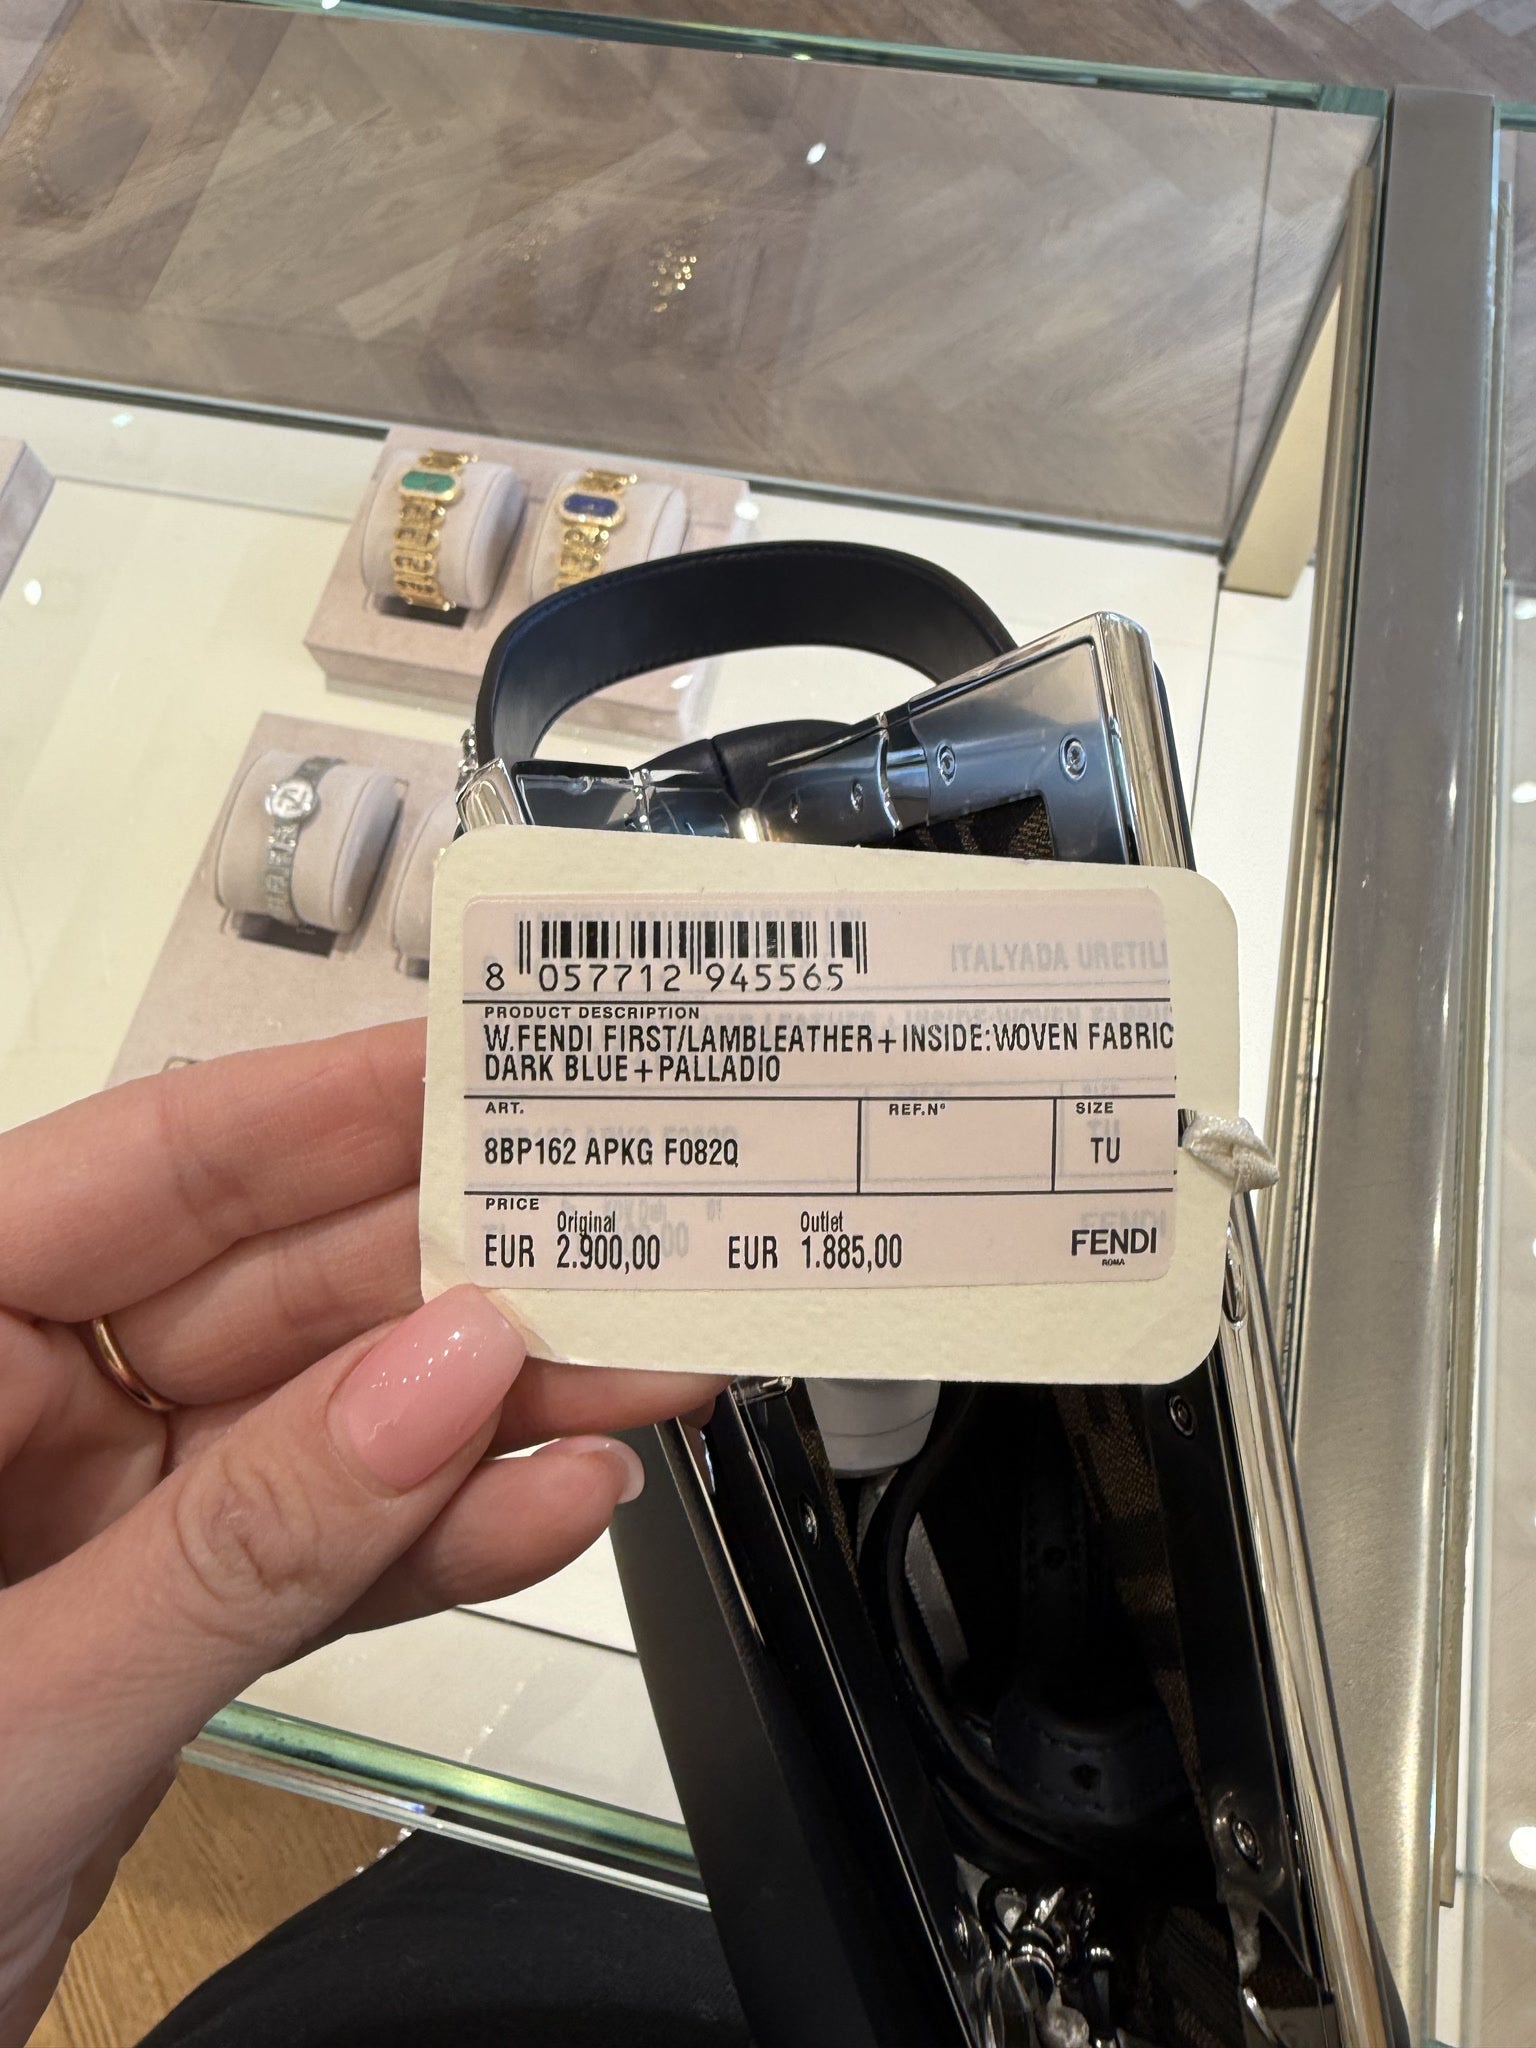 ITALYADA URETILI
8 057712 945565
PRODUCT DESCRIPTION
W.FENDI FIRST/LAMBLEATHER+INSIDE:WOVEN FABRIC
DARK BLUE+PALLADIO
ART. REF.N° SIZE
8BP162 APKG F082Q TU
PRICE
Original Outlet
EUR 2.900,00 EUR 1.885,00
FENDI
ROMA